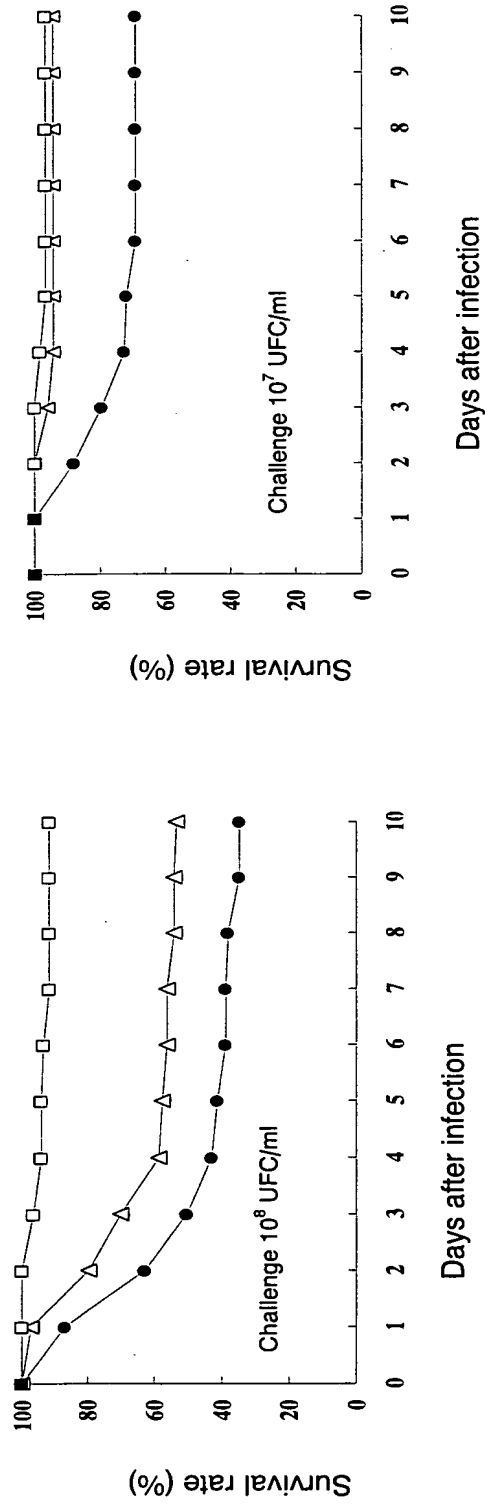 Survival rate (%)
100
80
60
40
20
0
Challenge 10⁸ UFC/ml
0 1 2 3 4 5 6 7 8 9 10
Days after infection
Survival rate (%)
100
80
60
40
20
0
Challenge 10⁷ UFC/ml
0 1 2 3 4 5 6 7 8 9 10
Days after infection